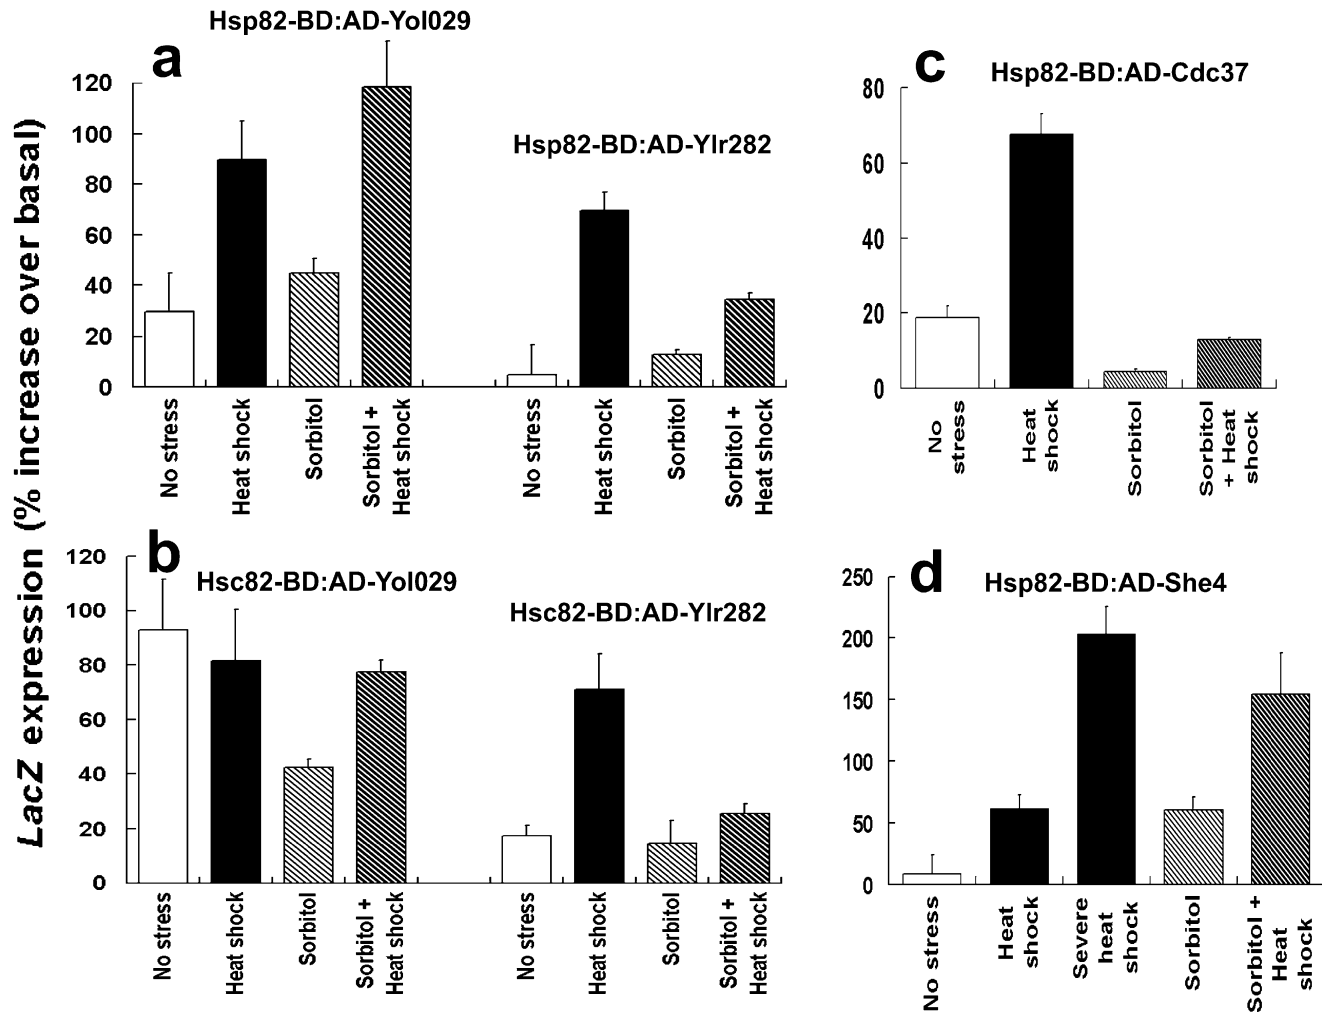 LacZ expression (% increase over basal)
a
Hsp82-BD:AD-Yol029
Hsp82-BD:AD-Ylr282
120
100
80
60
40
20
0
No stress
Heat shock
Sorbitol
Sorbitol +
Heat shock
No stress
Heat shock
Sorbitol
Sorbitol +
Heat shock
b
Hsc82-BD:AD-Yol029
Hsc82-BD:AD-Ylr282
120
100
80
60
40
20
0
No stress
Heat shock
Sorbitol
Sorbitol +
Heat shock
No stress
Heat shock
Sorbitol
Sorbitol +
Heat shock
c
Hsp82-BD:AD-Cdc37
80
60
40
20
0
No
stress
Heat
shock
Sorbitol
Sorbitol
+ Heat
shock
d
Hsp82-BD:AD-She4
250
200
150
100
50
0
No stress
Heat
shock
Severe
heat
shock
Sorbitol
Sorbitol +
Heat
shock